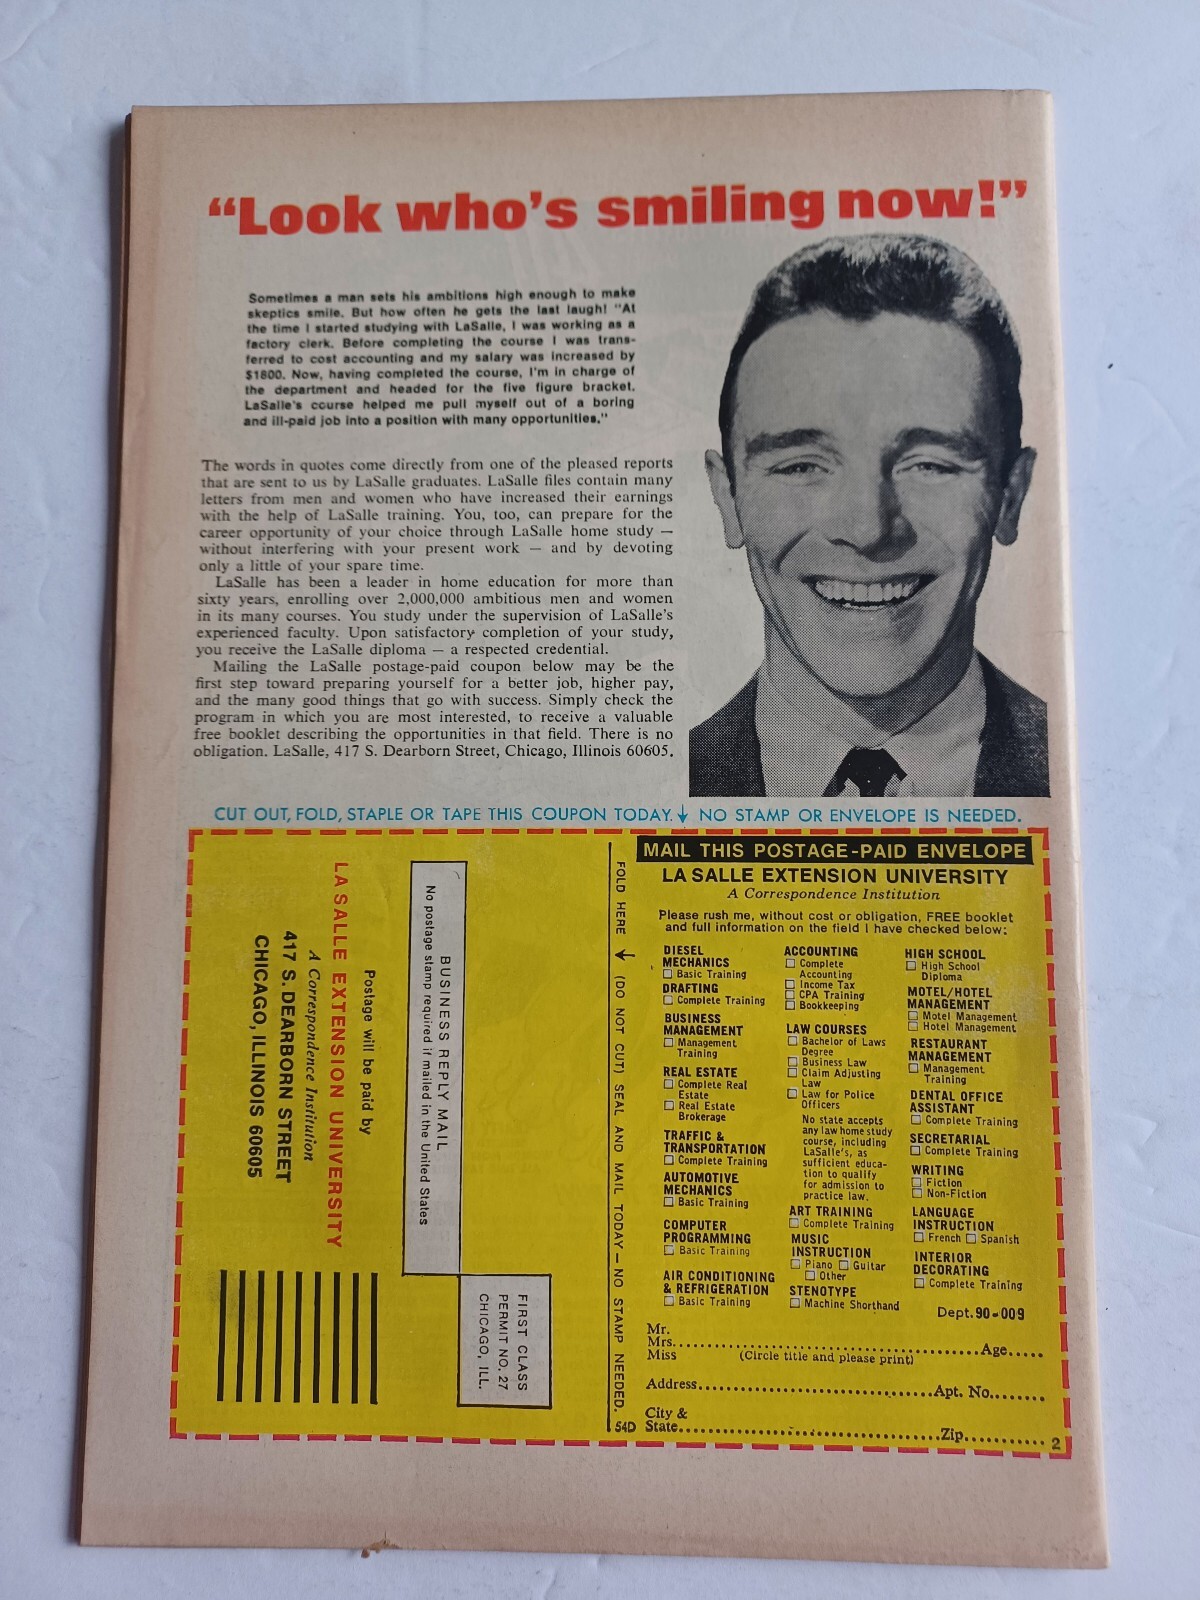 “Look who's smiling now!”
Sometimes a man sets his ambitions high enough to make
skeptics smile. But how often he gets the last laugh! "At
the time I started studying with LaSalle, I was working as a
factory clerk. Before completing the course I was trans-
ferred to cost accounting and my salary was increased by
$1800. Now, having completed the course, I'm in charge of
the department and headed for the five figure bracket.
LaSalle's course helped me pull myself out of a boring
and ill-paid job into a position with many opportunities."
The words in quotes come directly from one of the pleased reports
that are sent to us by LaSalle graduates. LaSalle files contain many
letters from men and women who have increased their earnings
with the help of LaSalle training. You, too, can prepare for the
career opportunity of your choice through LaSalle home study —
without interfering with your present work — and by devoting
only a little of your spare time.
LaSalle has been a leader in home education for more than
sixty years, enrolling over 2,000,000 ambitious men and women
in its many courses. You study under the supervision of LaSalle's
experienced faculty. Upon satisfactory completion of your study,
you receive the LaSalle diploma — a respected credential.
Mailing the LaSalle postage-paid coupon below may be the
first step toward preparing yourself for a better job, higher pay,
and the many good things that go with success. Simply check the
program in which you are most interested, to receive a valuable
free booklet describing the opportunities in that field. There is no
obligation. LaSalle, 417 S. Dearborn Street, Chicago, Illinois 60605.
CUT OUT, FOLD, STAPLE OR TAPE THIS COUPON TODAY. ↓ NO STAMP OR ENVELOPE IS NEEDED.
FIRST CLASS
PERMIT NO. 27
CHICAGO, ILL.
BUSINESS REPLY MAIL
No postage stamp required if mailed in the United States
Postage will be paid by
LA SALLE EXTENSION UNIVERSITY
A Correspondence Institution
417 S. DEARBORN STREET
CHICAGO, ILLINOIS 60605
FOLD HERE ↓ (DO NOT CUT) SEAL AND MAIL TODAY—NO STAMP NEEDED.
54D
MAIL THIS POSTAGE-PAID ENVELOPE
LA SALLE EXTENSION UNIVERSITY
A Correspondence Institution
Please rush me, without cost or obligation, FREE booklet
and full information on the field I have checked below:
DIESEL
MECHANICS
☐ Basic Training
DRAFTING
☐ Complete Training
BUSINESS
MANAGEMENT
☐ Management
Training
REAL ESTATE
☐ Complete Real
Estate
☐ Real Estate
Brokerage
TRAFFIC &
TRANSPORTATION
☐ Complete Training
AUTOMOTIVE
MECHANICS
☐ Basic Training
COMPUTER
PROGRAMMING
☐ Basic Training
AIR CONDITIONING
& REFRIGERATION
☐ Basic Training
ACCOUNTING
☐ Complete
Accounting
☐ Income Tax
☐ CPA Training
☐ Bookkeeping
LAW COURSES
☐ Bachelor of Laws
Degree
☐ Business Law
☐ Claim Adjusting
Law
☐ Law for Police
Officers
No state accepts
any law home study
course, including
LaSalle's, as
sufficient educa-
tion to qualify
for admission to
practice law.
ART TRAINING
☐ Complete Training
MUSIC
INSTRUCTION
☐ Piano ☐ Guitar
☐ Other
STENOTYPE
☐ Machine Shorthand
HIGH SCHOOL
☐ High School
Diploma
MOTEL/HOTEL
MANAGEMENT
☐ Motel Management
☐ Hotel Management
RESTAURANT
MANAGEMENT
☐ Management
Training
DENTAL OFFICE
ASSISTANT
☐ Complete Training
SECRETARIAL
☐ Complete Training
WRITING
☐ Fiction
☐ Non-Fiction
LANGUAGE
INSTRUCTION
☐ French ☐ Spanish
INTERIOR
DECORATING
☐ Complete Training
Dept. 90-009
Mr.
Mrs. Age
Miss (Circle title and please print)
Address Apt. No.
City &
State Zip
2